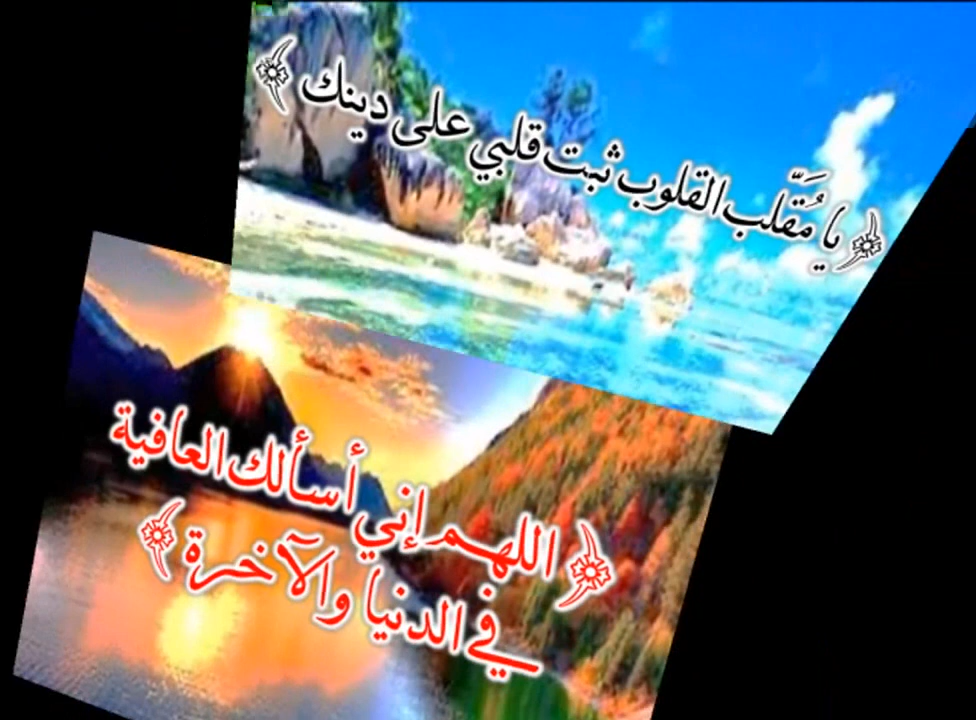 ﴿ يا مُقَلّب القلوب ثبت قلبي على دينك ﴾
﴿ اللهم إني أسألك العافية
في الدنيا والآخرة ﴾